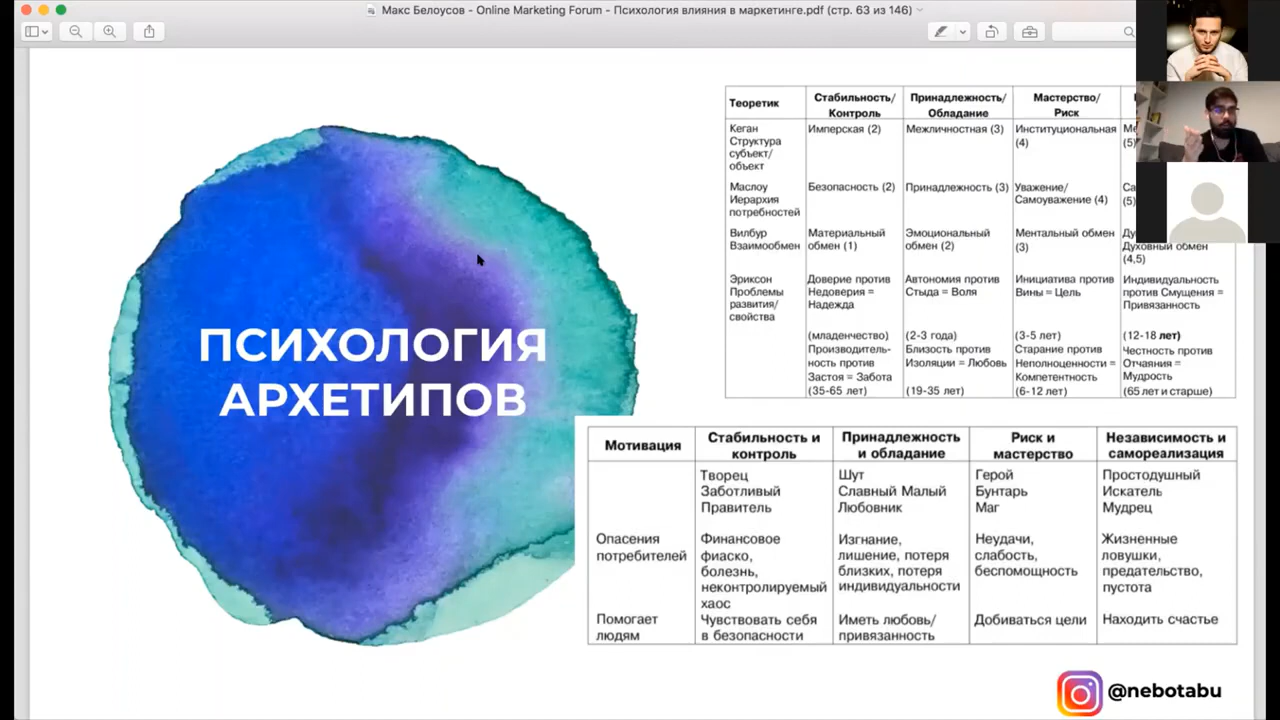 Макс Белоусов - Online Marketing Forum - Психология влияния в маркетинге.pdf (стр. 63 из 146)
ПСИХОЛОГИЯ
АРХЕТИПОВ
Теоретик
Стабильность/
Контроль
Принадлежность/
Обладание
Мастерство/
Риск
Кеган
Структура
субъект/
объект
Имперская (2)
Межличностная (3)
Институциональная
(4)
(5)
Маслоу
Иерархия
потребностей
Безопасность (2)
Принадлежность (3)
Уважение/
Самоуважение (4)
(5)
Вилбур
Взаимообмен
Материальный
обмен (1)
Эмоциональный
обмен (2)
Ментальный обмен
(3)
Духовный обмен
(4,5)
Эриксон
Проблемы
развития/
свойства
Доверие против
Недоверия =
Надежда
(младенчество)
Производитель-
ность против
Застоя = Забота
(35-65 лет)
Автономия против
Стыда = Воля
(2-3 года)
Близость против
Изоляции = Любовь
(19-35 лет)
Инициатива против
Вины = Цель
(3-5 лет)
Старание против
Неполноценности =
Компетентность
(6-12 лет)
Индивидуальность
против Смущения =
Привязанность
(12-18 лет)
Честность против
Отчаяния =
Мудрость
(65 лет и старше)
Мотивация
Стабильность и
контроль
Принадлежность
и обладание
Риск и
мастерство
Независимость и
самореализация
Творец
Заботливый
Правитель
Шут
Славный Малый
Любовник
Герой
Бунтарь
Маг
Простодушный
Искатель
Мудрец
Опасения
потребителей
Финансовое
фиаско,
болезнь,
неконтролируемый
хаос
Изгнание,
лишение, потеря
близких, потеря
индивидуальности
Неудачи,
слабость,
беспомощность
Жизненные
ловушки,
предательство,
пустота
Помогает
людям
Чувствовать себя
в безопасности
Иметь любовь/
привязанность
Добиваться цели
Находить счастье
@nebotabu